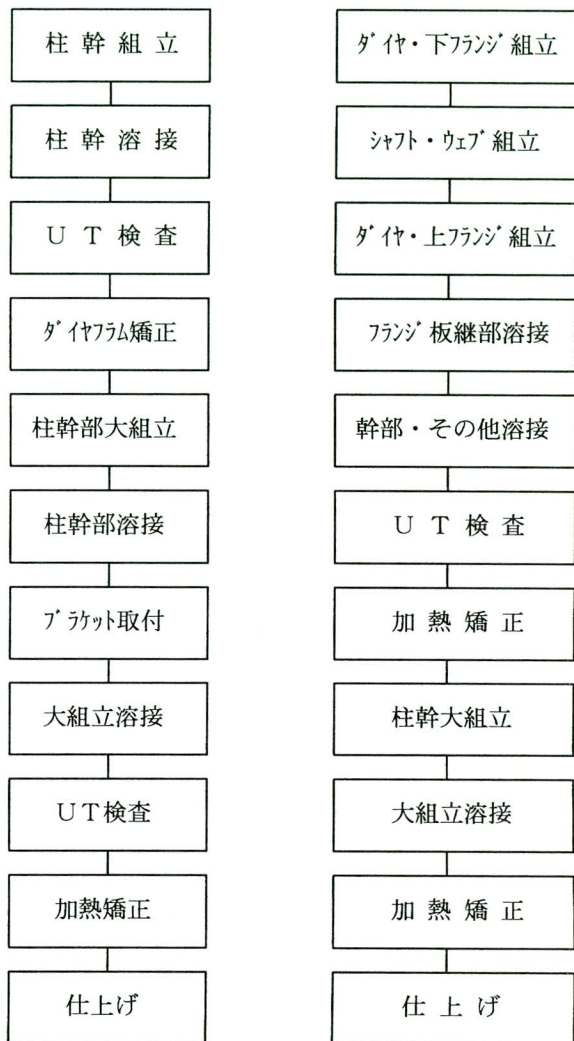 柱幹組立
柱幹溶接
ＵＴ検査
ﾀﾞｲﾔﾌﾗﾑ矯正
柱幹部大組立
柱幹部溶接
ﾌﾞﾗｹｯﾄ取付
大組立溶接
ＵＴ検査
加熱矯正
仕上げ
ﾀﾞｲﾔ・下ﾌﾗﾝｼﾞ組立
ｼｬﾌﾄ・ｳｪﾌﾞ組立
ﾀﾞｲﾔ・上ﾌﾗﾝｼﾞ組立
ﾌﾗﾝｼﾞ板継部溶接
幹部・その他溶接
ＵＴ検査
加熱矯正
柱幹大組立
大組立溶接
加熱矯正
仕上げ